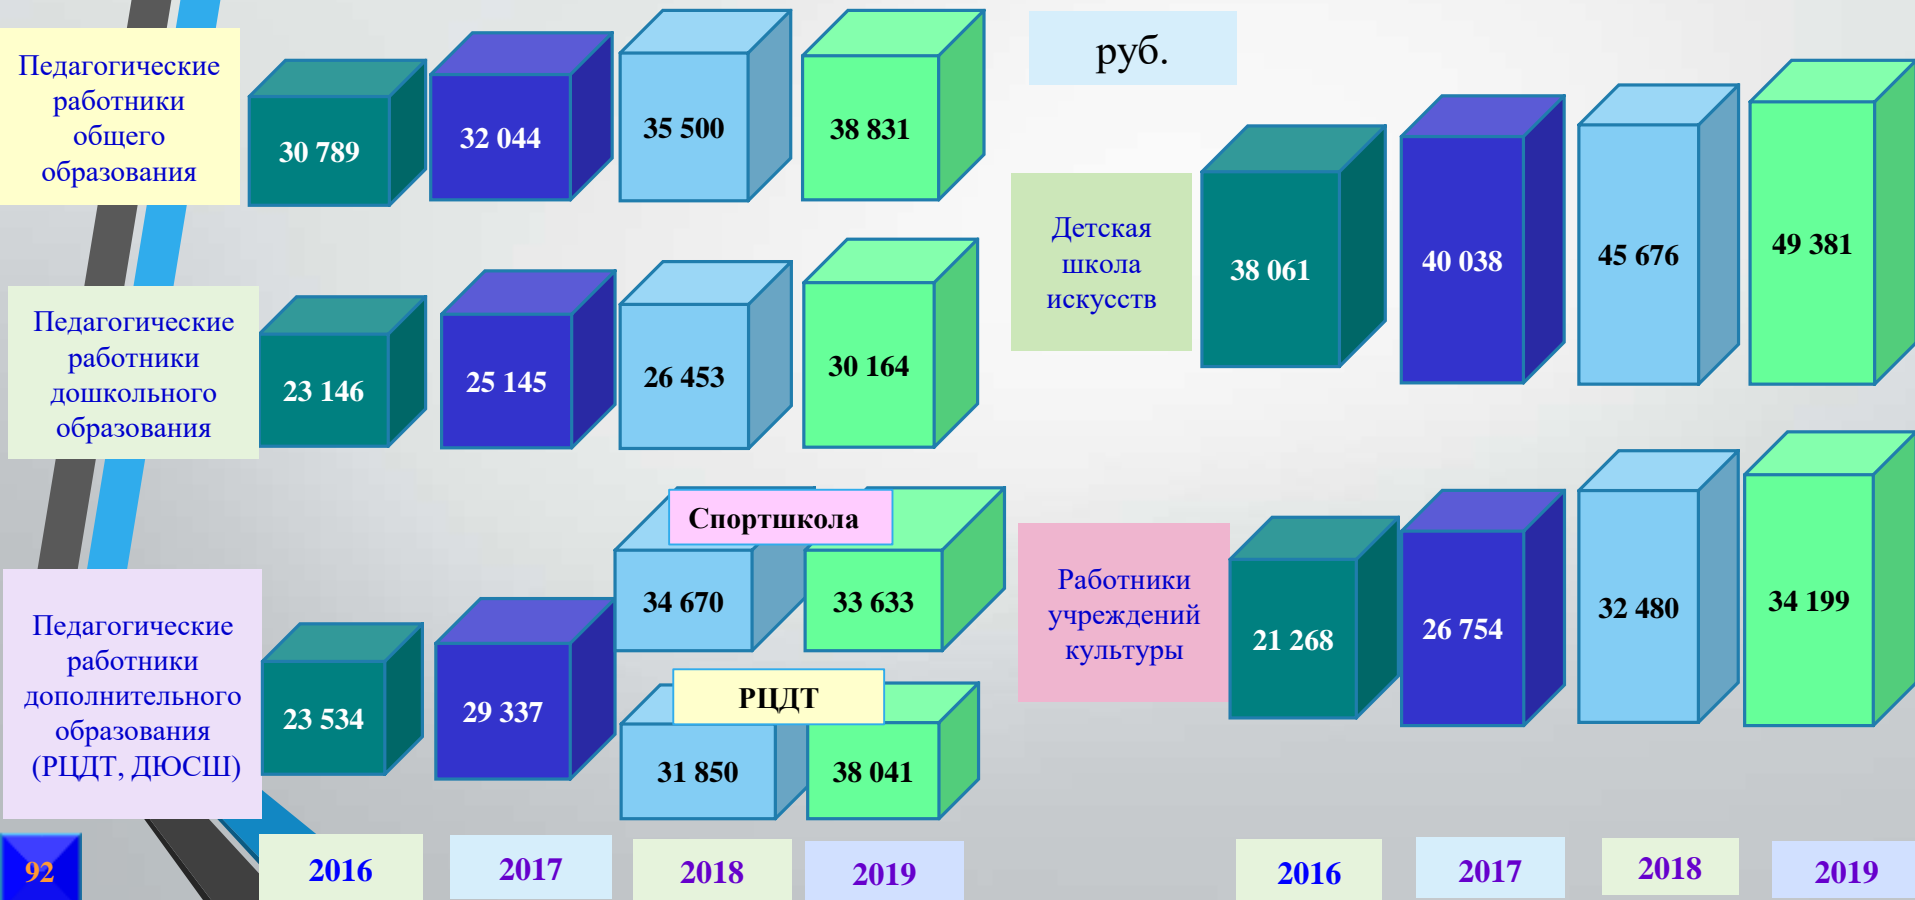 Педагогические
работники
общего
образования
30 789
32 044
35 500
38 831
Педагогические
работники
дошкольного
образования
23 146
25 145
26 453
30 164
Педагогические
работники
дополнительного
образования
(РЦДТ, ДЮСШ)
23 534
29 337
Спортшкола
34 670
33 633
РЦДТ
31 850
38 041
руб.
Детская
школа
искусств
38 061
40 038
45 676
49 381
Работники
учреждений
культуры
21 268
26 754
32 480
34 199
92
2016
2017
2018
2019
2016
2017
2018
2019